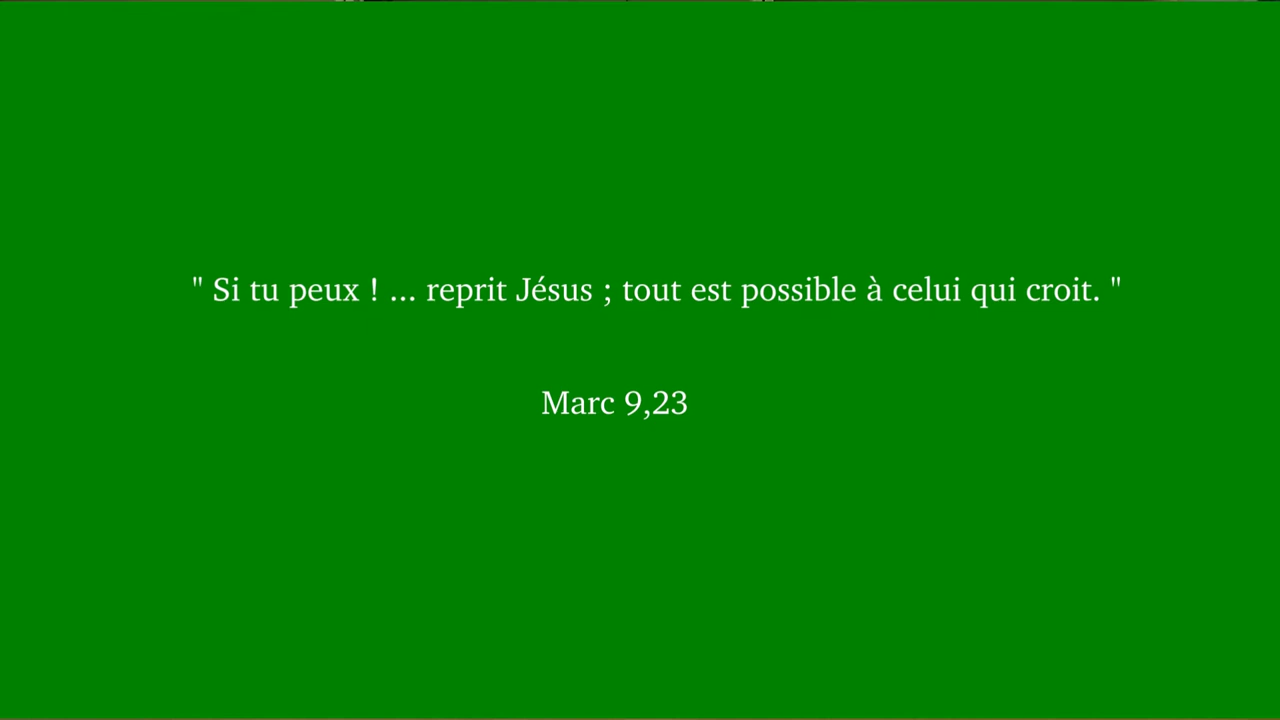 " Si tu peux ! ... reprit Jésus ; tout est possible à celui qui croit. "
Marc 9,23